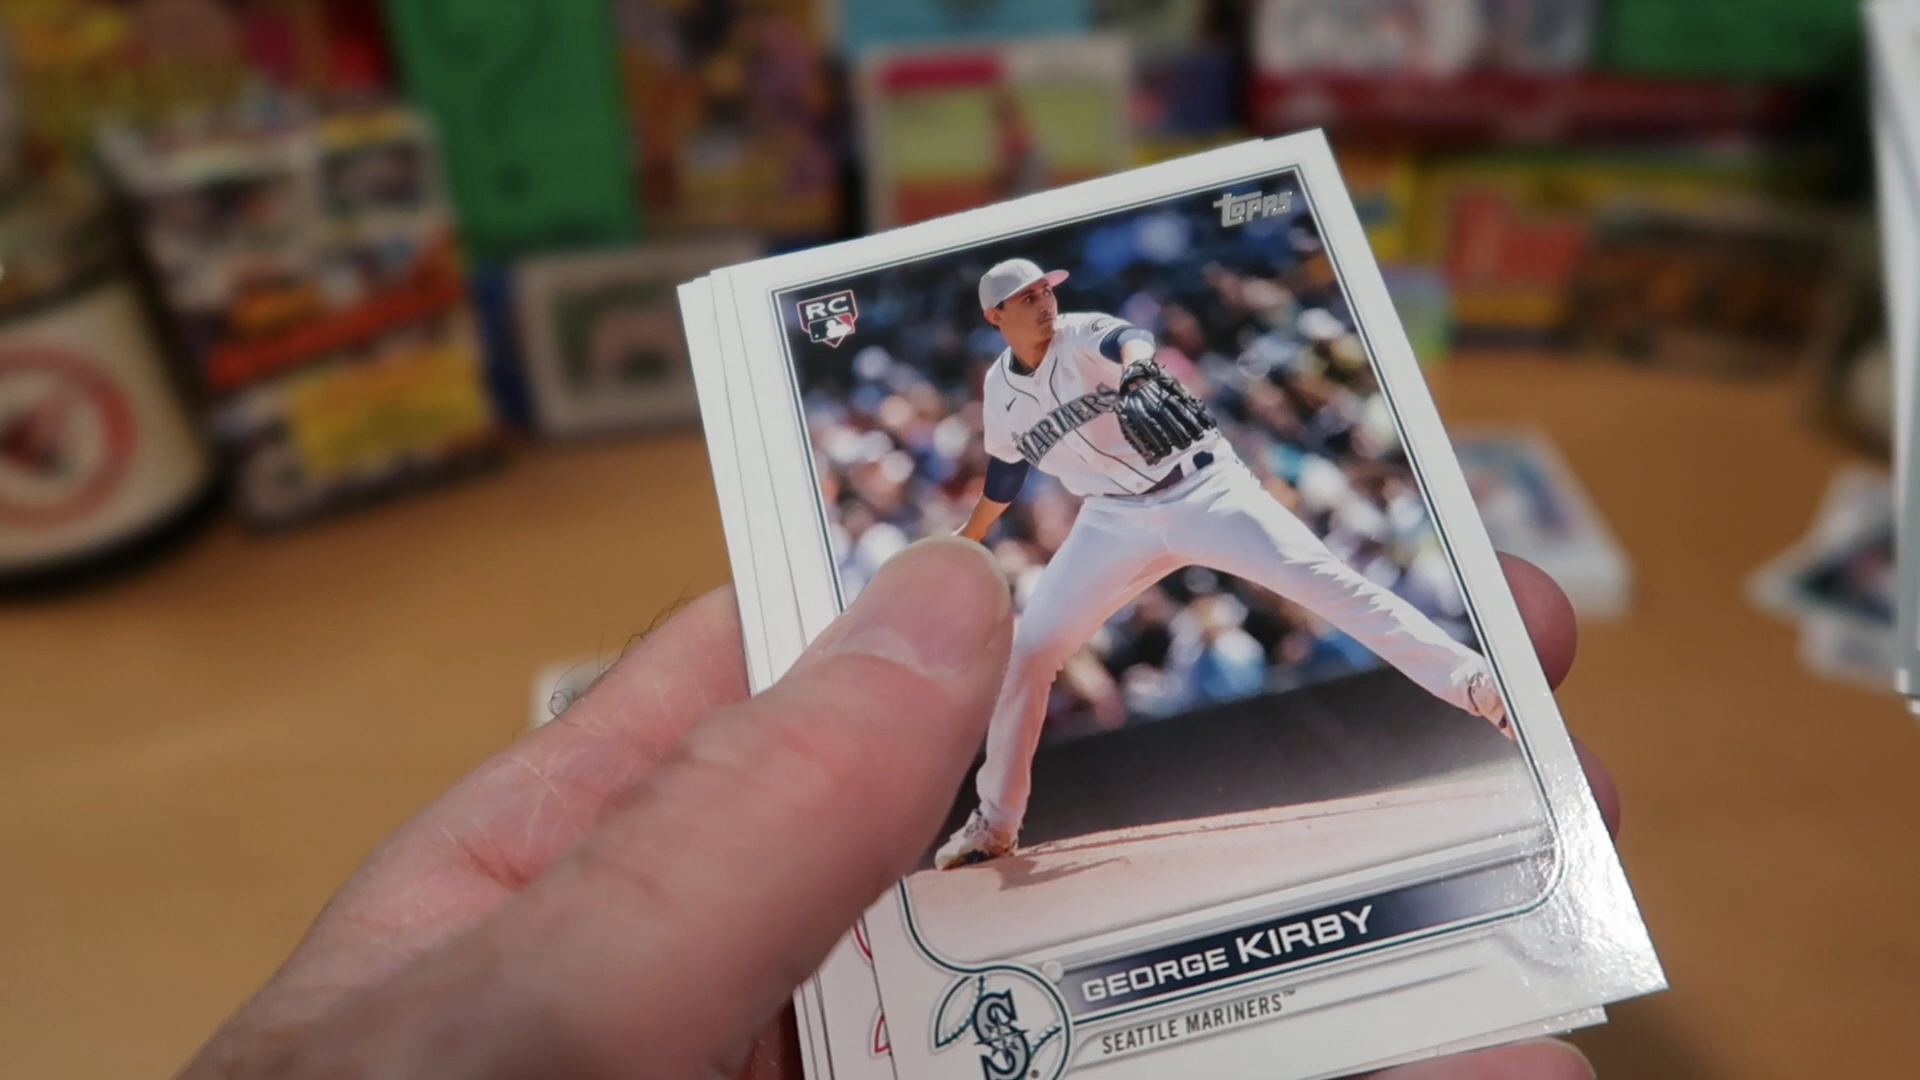 TOPPS
RC
MARINERS
GEORGE KIRBY
SEATTLE MARINERS™
S
?